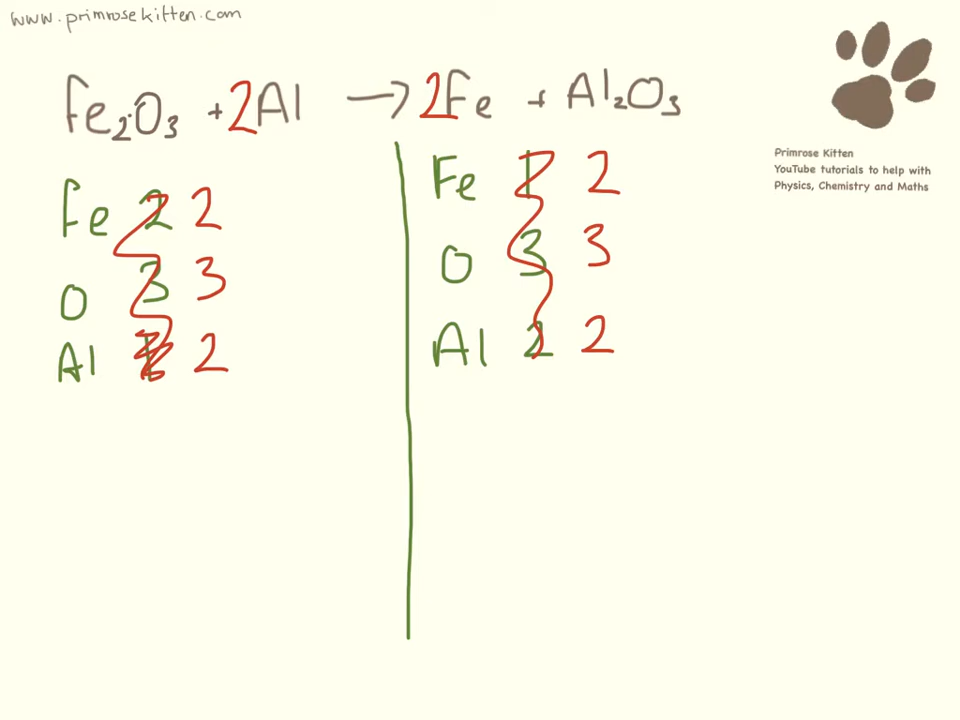 www.primrosekitten.com
Fe₂O₃ + 2Al → 2Fe + Al₂O₃
Primrose Kitten
YouTube tutorials to help with
Physics, Chemistry and Maths
Fe 2 2
O 3 3
Al 1 2
Fe 1 2
O 3 3
Al 2 2